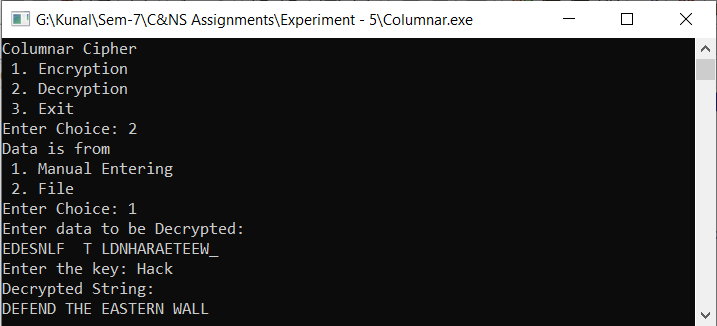 G:\Kunal\Sem-7\C&NS Assignments\Experiment - 5\Columnar.exe
Columnar Cipher
 1. Encryption
 2. Decryption
 3. Exit
Enter Choice: 2
Data is from
 1. Manual Entering
 2. File
Enter Choice: 1
Enter data to be Decrypted:
EDESNLF  T LDNHARAETEEW_
Enter the key: Hack
Decrypted String:
DEFEND THE EASTERN WALL